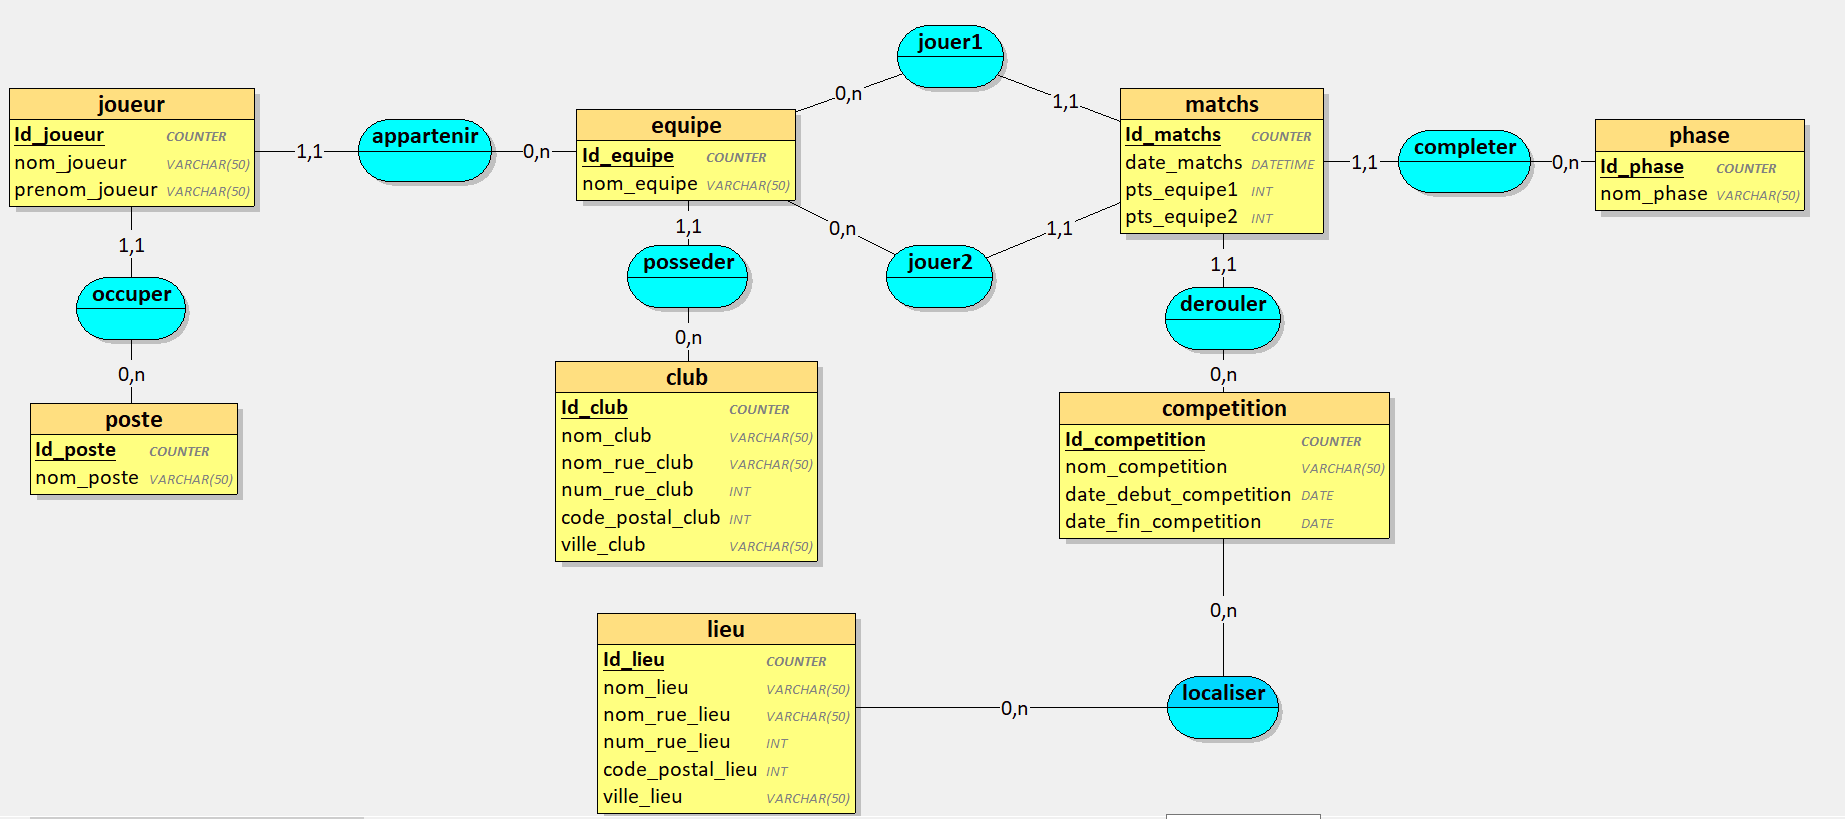 jouer1
0,n
1,1
joueur
Id_joueur COUNTER
nom_joueur VARCHAR(50)
prenom_joueur VARCHAR(50)
1,1
appartenir
0,n
equipe
Id_equipe COUNTER
nom_equipe VARCHAR(50)
matchs
Id_matchs COUNTER
date_matchs DATETIME
pts_equipe1 INT
pts_equipe2 INT
1,1
completer
0,n
phase
Id_phase COUNTER
nom_phase VARCHAR(50)
1,1
occuper
0,n
poste
Id_poste COUNTER
nom_poste VARCHAR(50)
1,1
posseder
0,n
0,n
jouer2
1,1
1,1
derouler
0,n
club
Id_club COUNTER
nom_club VARCHAR(50)
nom_rue_club VARCHAR(50)
num_rue_club INT
code_postal_club INT
ville_club VARCHAR(50)
competition
Id_competition COUNTER
nom_competition VARCHAR(50)
date_debut_competition DATE
date_fin_competition DATE
0,n
lieu
Id_lieu COUNTER
nom_lieu VARCHAR(50)
nom_rue_lieu VARCHAR(50)
num_rue_lieu INT
code_postal_lieu INT
ville_lieu VARCHAR(50)
0,n
localiser